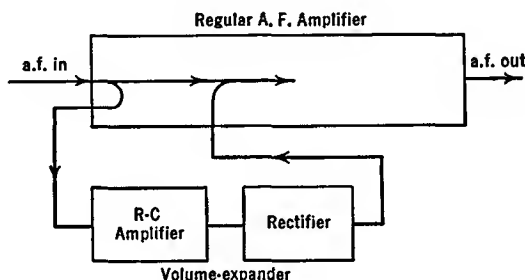 Regular A. F. Amplifier
a.f. in
a.f. out
R-C
Amplifier
Rectifier
Volume-expander